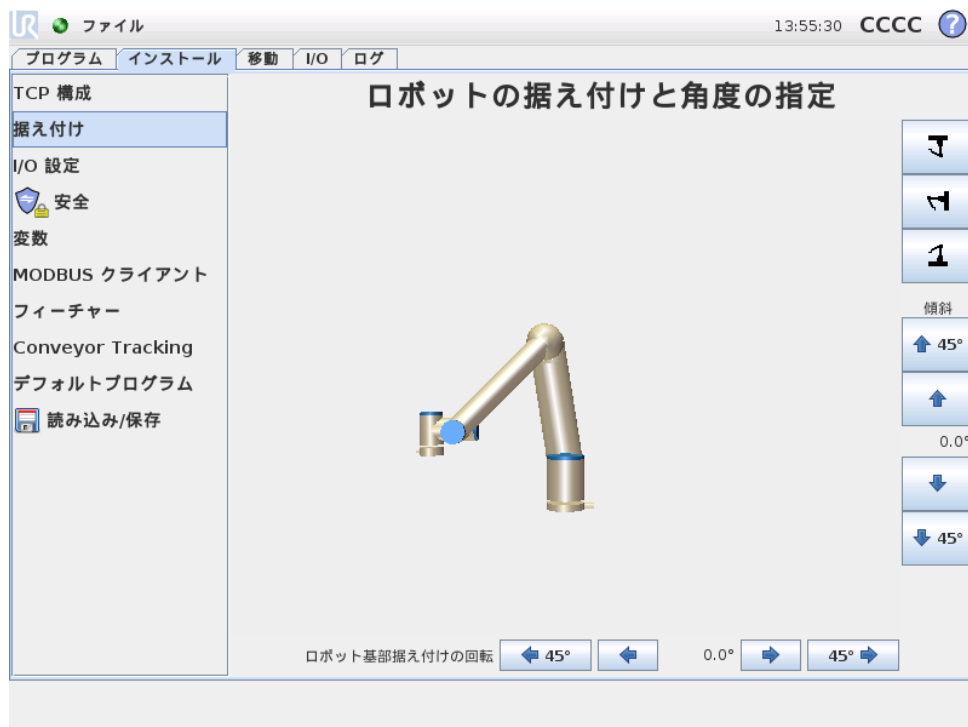 UR ファイル 13:55:30 CCCC ?
プログラム インストール 移動 I/O ログ
TCP 構成
据え付け
I/O 設定
安全
変数
MODBUS クライアント
フィーチャー
Conveyor Tracking
デフォルトプログラム
読み込み/保存
ロボットの据え付けと角度の指定
傾斜
45°
0.0°
45°
ロボット基部据え付けの回転 45° 0.0° 45°